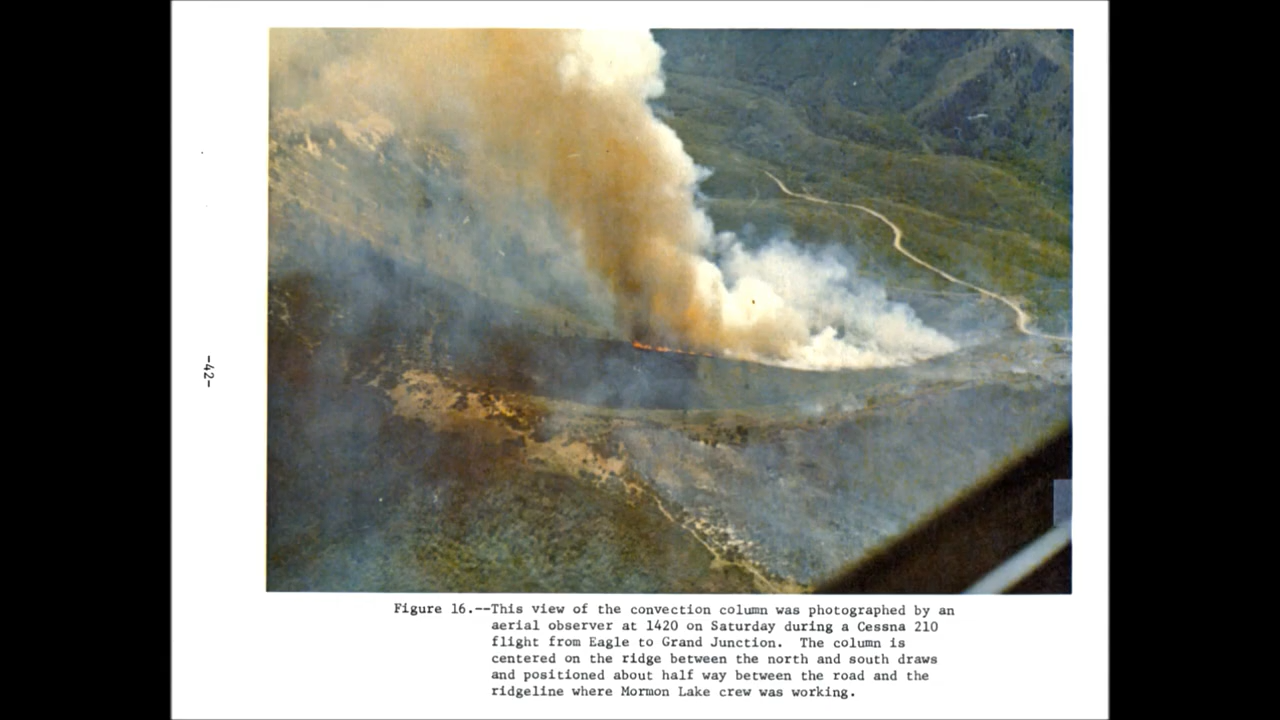 -42-
Figure 16.--This view of the convection column was photographed by an
aerial observer at 1420 on Saturday during a Cessna 210
flight from Eagle to Grand Junction. The column is
centered on the ridge between the north and south draws
and positioned about half way between the road and the
ridgeline where Mormon Lake crew was working.